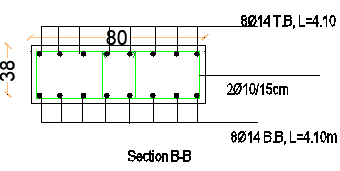 8Ø14 T.B, L=4.10
80
38
2Ø10/15cm
8Ø14 B.B, L=4.10m
Section B-B